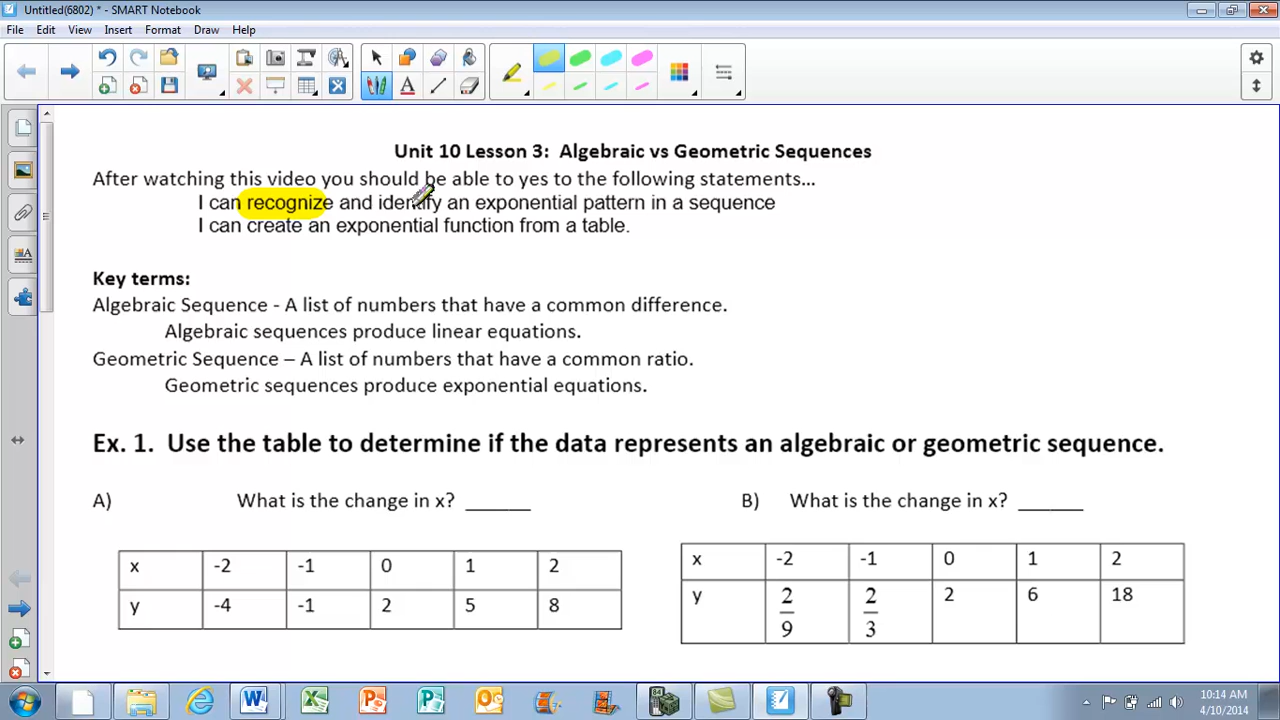 Untitled(6802) * - SMART Notebook
File Edit View Insert Format Draw Help
Unit 10 Lesson 3: Algebraic vs Geometric Sequences
After watching this video you should be able to yes to the following statements...
I can recognize and identify an exponential pattern in a sequence
I can create an exponential function from a table.
Key terms:
Algebraic Sequence - A list of numbers that have a common difference.
Algebraic sequences produce linear equations.
Geometric Sequence – A list of numbers that have a common ratio.
Geometric sequences produce exponential equations.
Ex. 1. Use the table to determine if the data represents an algebraic or geometric sequence.
A) What is the change in x? ______
x -2 -1 0 1 2
y -4 -1 2 5 8
B) What is the change in x? ______
x -2 -1 0 1 2
y 2/9 2/3 2 6 18
10:14 AM
4/10/2014